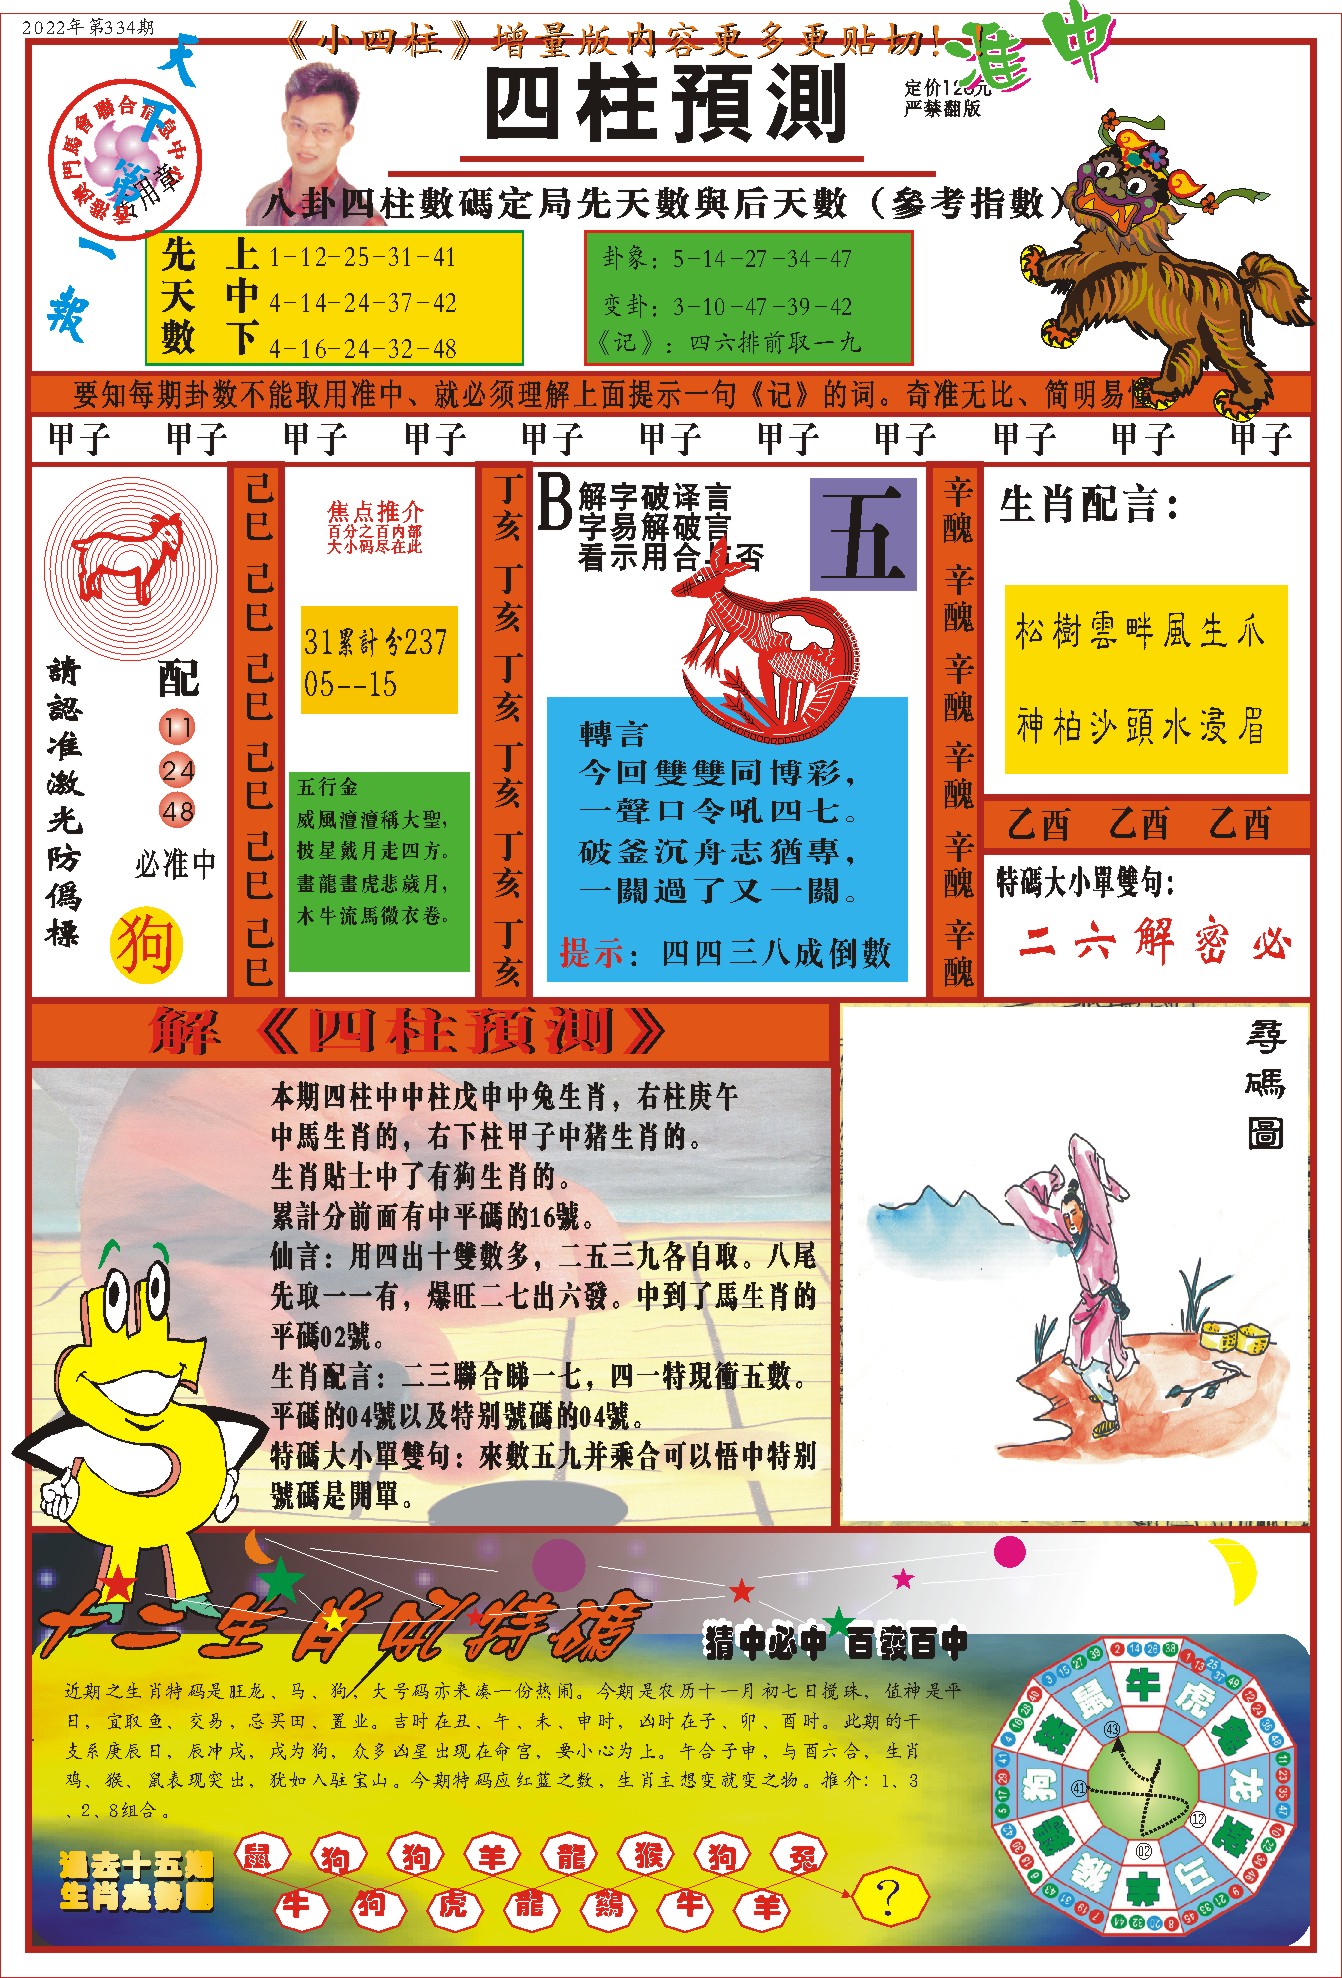 2022年第334期
《小四柱》增量版内容更多更贴切！！
准中
天下第一报
香港澳門馬會聯合信息中心
专用章
四柱預測
定价128元
严禁翻版
八卦四柱數碼定局先天數與后天數（參考指數）
先天數
上 1-12-25-31-41
中 4-14-24-37-42
下 4-16-24-32-48
卦象：5-14-27-34-47
变卦：3-10-47-39-42
《记》：四六排前取一九
要知每期卦数不能取用准中、就必须理解上面提示一句《记》的词。奇准无比、简明易懂
甲子 甲子 甲子 甲子 甲子 甲子 甲子 甲子 甲子 甲子 甲子
請認准激光防僞標
配
11
24
48
必准中
狗
己巳 己巳 己巳 己巳 己巳 己巳
焦点推介
百分之百内部
大小码尽在此
31累計分237
05--15
五行金
威風澶澶稱大聖，
披星戴月走四方。
畫龍畫虎悲歲月，
木牛流馬微衣卷。
丁亥 丁亥 丁亥 丁亥 丁亥 丁亥
B
解字破译言
字易解破言
看示用合与否
五
轉言
今回雙雙同博彩，
一聲口令吼四七。
破釜沉舟志猶專，
一關過了又一關。
提示：四四三八成倒數
辛醜 辛醜 辛醜 辛醜 辛醜 辛醜
生肖配言：
松樹雲畔風生爪
神柏沙頭水浸眉
乙酉 乙酉 乙酉
特碼大小單雙句：
二六解密必
解《四柱預測》
本期四柱中中柱戊申中兔生肖，右柱庚午
中馬生肖的，右下柱甲子中猪生肖的。
生肖貼士中了有狗生肖的。
累計分前面有中平碼的16號。
仙言：用四出十雙數多，二五三九各自取。八尾
先取一一有，爆旺二七出六發。中到了馬生肖的
平碼02號。
生肖配言：二三聯合睇一七，四一特現衝五數。
平碼的04號以及特别號碼的04號。
特碼大小單雙句：來數五九并乘合可以悟中特别
號碼是開單。
尋碼圖
十二生肖巩特碼
猜中必中 百發百中
近期之生肖特码是旺龙、马、狗，大号码亦来凑一份热闹。今期是农历十一月初七日搅珠，值神是平
日，宜取鱼、交易，忌买田、置业。吉时在丑、午、未、申时，凶时在子、卯、酉时。此期的干
支系庚辰日，辰冲戌，戌为狗，众多凶星出现在命宫，要小心为上。午合子申，与酉六合，生肖
鸡、猴、鼠表现突出，犹如入驻宝山。今期特码应红蓝之数，生肖主想变就变之物。推介：1、3
、2、8组合。
過去十五期
生肖走勢圖
鼠 狗 狗 羊 龍 猴 狗 兔
牛 狗 虎 龍 鷄 牛 羊
？
牛 虎 兔 龙 蛇 马 羊 猴 鷄 狗 猪 鼠
43
41
12
02